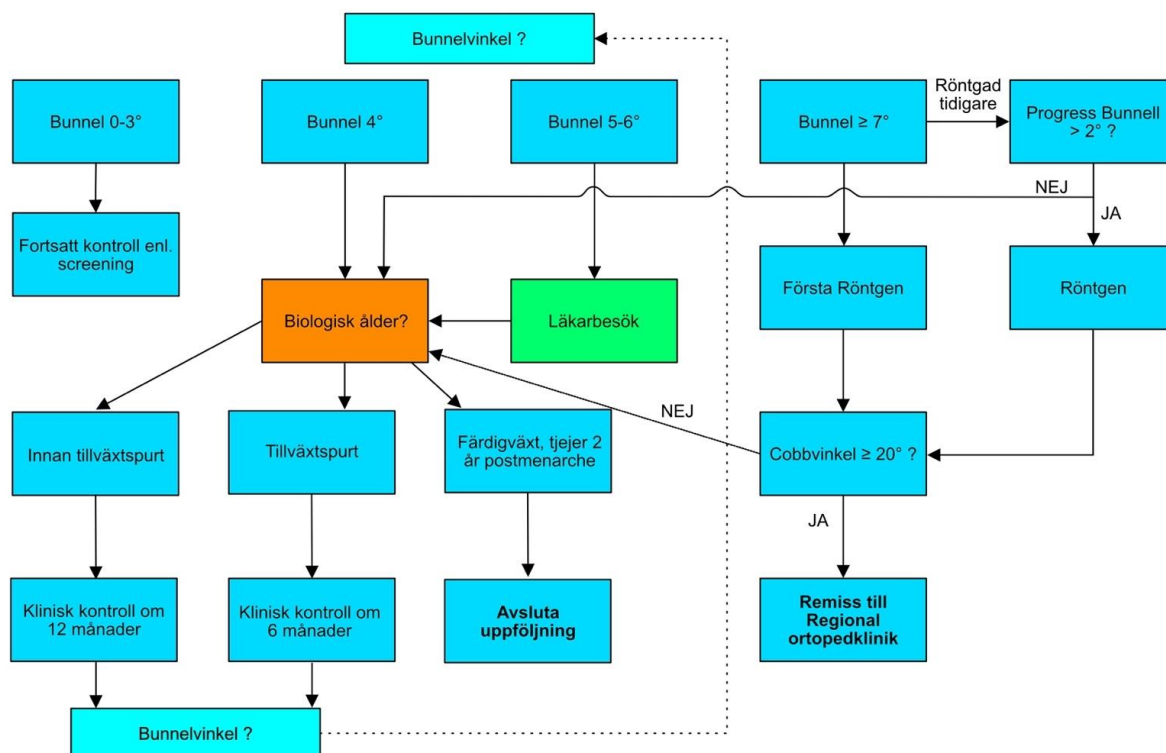 Bunnelvinkel ?
Bunnel 0-3°
Bunnel 4°
Bunnel 5-6°
Bunnel ≥ 7°
Röntgad
tidigare
Progress Bunnell
> 2° ?
NEJ
JA
Fortsatt kontroll enl.
screening
Biologisk ålder?
Läkarbesök
Första Röntgen
Röntgen
NEJ
Innan tillväxtspurt
Tillväxtspurt
Färdigväxt, tjejer 2
år postmenarche
Cobbvinkel ≥ 20° ?
JA
Klinisk kontroll om
12 månader
Klinisk kontroll om
6 månader
Avsluta
uppföljning
Remiss till
Regional
ortopedklinik
Bunnelvinkel ?